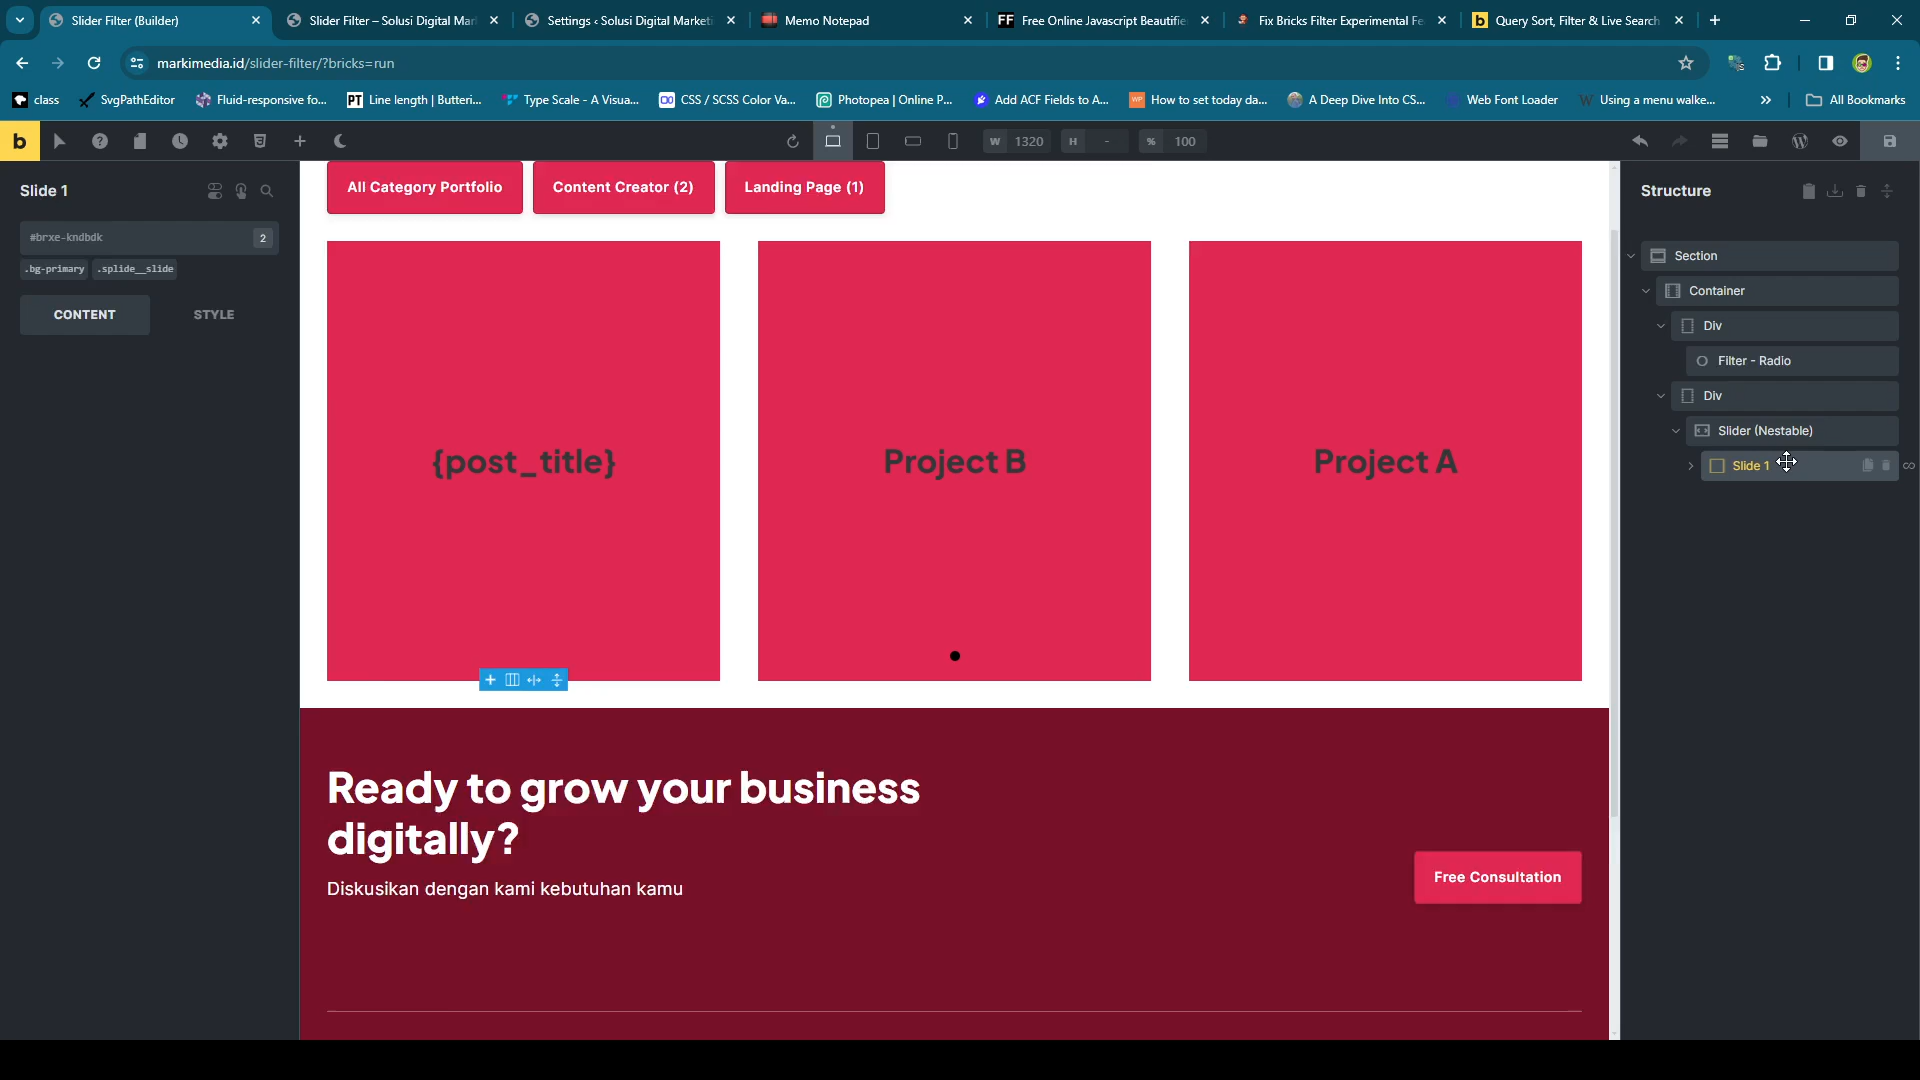 Slider Filter (Builder)
Slider Filter – Solusi Digital Mar
Settings ‹ Solusi Digital Marketi
Memo Notepad
Free Online Javascript Beautifie
Fix Bricks Filter Experimental Fe
Query Sort, Filter & Live Search
markimedia.id/slider-filter/?bricks=run
class
SvgPathEditor
Fluid-responsive fo...
PT Line length | Butteri...
Type Scale - A Visua...
CSS / SCSS Color Va...
Photopea | Online P...
Add ACF Fields to A...
WP How to set today da...
A Deep Dive Into CS...
Web Font Loader
W Using a menu walke...
All Bookmarks
b
W 1320 H - % 100
Slide 1
#brxe-kndbdk
2
.bg-primary .splide__slide
CONTENT STYLE
All Category Portfolio
Content Creator (2)
Landing Page (1)
{post_title}
Project B
Project A
Ready to grow your business
digitally?
Diskusikan dengan kami kebutuhan kamu
Free Consultation
Structure
Section
Container
Div
Filter - Radio
Div
Slider (Nestable)
Slide 1